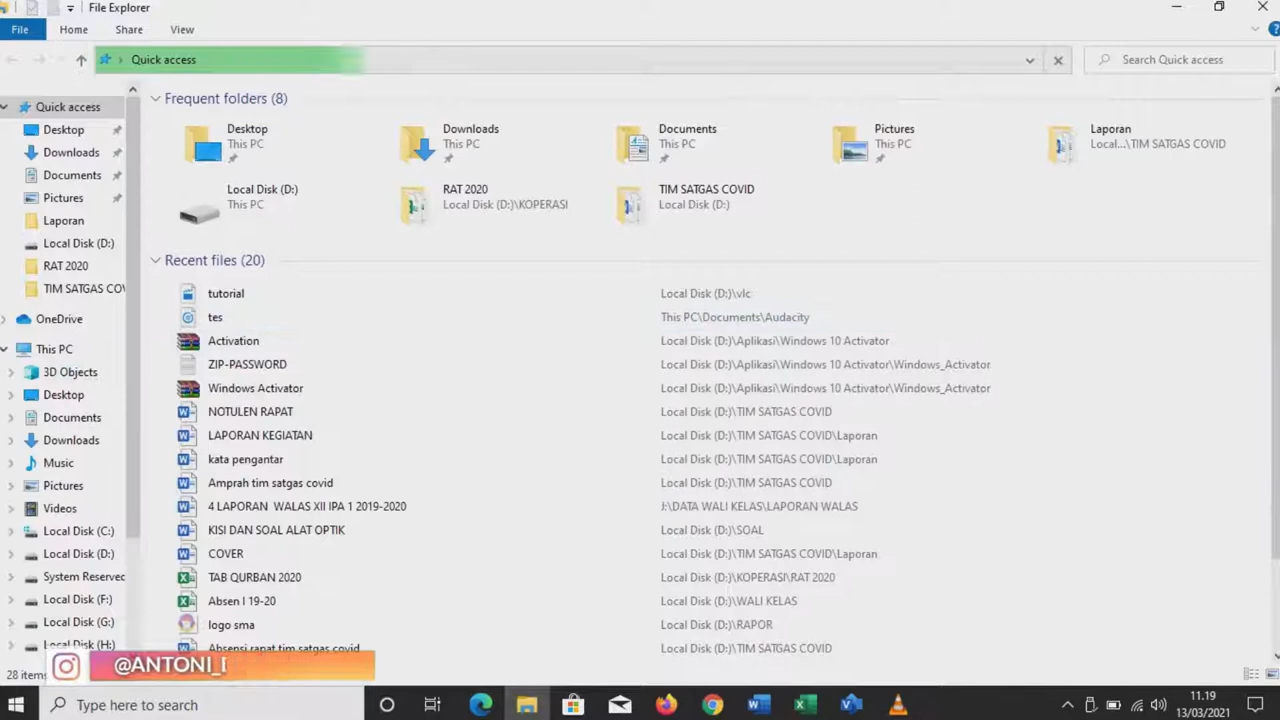 File Explorer
File Home Share View
Quick access
Search Quick access
Quick access
Desktop
Downloads
Documents
Pictures
Laporan
Local Disk (D:)
RAT 2020
TIM SATGAS COV
OneDrive
This PC
3D Objects
Desktop
Documents
Downloads
Music
Pictures
Videos
Local Disk (C:)
Local Disk (D:)
System Reserved
Local Disk (F:)
Local Disk (G:)
Local Disk (H:)
28 items
Frequent folders (8)
Desktop
This PC
Downloads
This PC
Documents
This PC
Pictures
This PC
Laporan
Local...\TIM SATGAS COVID
Local Disk (D:)
This PC
RAT 2020
Local Disk (D:)\KOPERASI
TIM SATGAS COVID
Local Disk (D:)
Recent files (20)
tutorial Local Disk (D:)\vlc
tes This PC\Documents\Audacity
Activation Local Disk (D:)\Aplikasi\Windows 10 Activator
ZIP-PASSWORD Local Disk (D:)\Aplikasi\Windows 10 Activator\Windows_Activator
Windows Activator Local Disk (D:)\Aplikasi\Windows 10 Activator\Windows_Activator
NOTULEN RAPAT Local Disk (D:)\TIM SATGAS COVID
LAPORAN KEGIATAN Local Disk (D:)\TIM SATGAS COVID\Laporan
kata pengantar Local Disk (D:)\TIM SATGAS COVID\Laporan
Amprah tim satgas covid Local Disk (D:)\TIM SATGAS COVID
4 LAPORAN WALAS XII IPA 1 2019-2020 J:\DATA WALI KELAS\LAPORAN WALAS
KISI DAN SOAL ALAT OPTIK Local Disk (D:)\SOAL
COVER Local Disk (D:)\TIM SATGAS COVID\Laporan
TAB QURBAN 2020 Local Disk (D:)\KOPERASI\RAT 2020
Absen I 19-20 Local Disk (D:)\WALI KELAS
logo sma Local Disk (D:)\RAPOR
Absensi rapat tim satgas covid Local Disk (D:)\TIM SATGAS COVID
@ANTONI_
Type here to search
11.19
13/03/2021